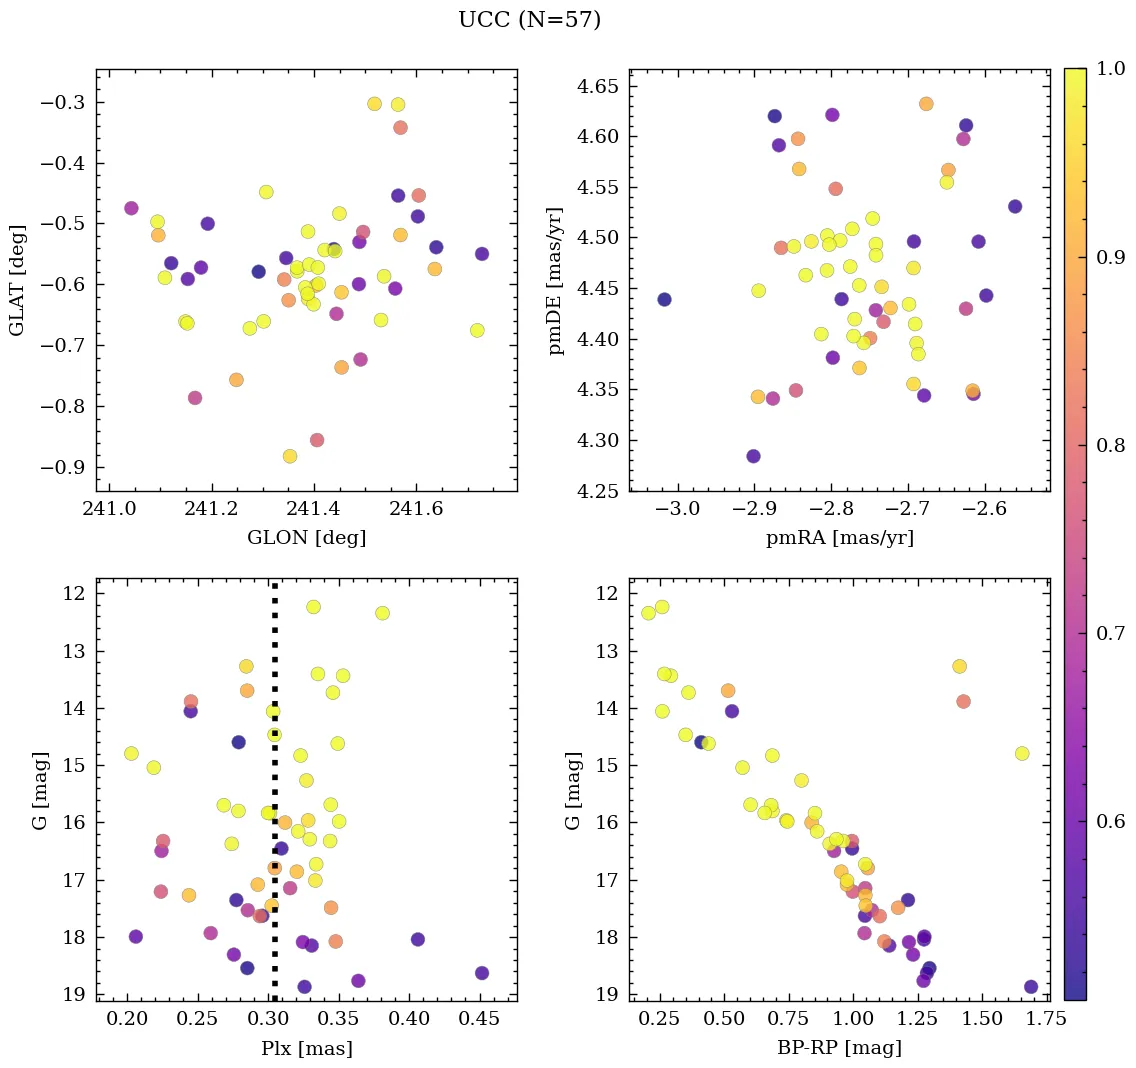 UCC (N=57)
−0.3
−0.4
−0.5
−0.6
−0.7
−0.8
−0.9
GLAT [deg]
241.0 241.2 241.4 241.6
GLON [deg]
4.65
4.60
4.55
4.50
4.45
4.40
4.35
4.30
4.25
pmDE [mas/yr]
−3.0 −2.9 −2.8 −2.7 −2.6
pmRA [mas/yr]
1.0
0.9
0.8
0.7
0.6
12
13
14
15
16
17
18
19
G [mag]
0.20 0.25 0.30 0.35 0.40 0.45
Plx [mas]
12
13
14
15
16
17
18
19
G [mag]
0.25 0.50 0.75 1.00 1.25 1.50 1.75
BP-RP [mag]